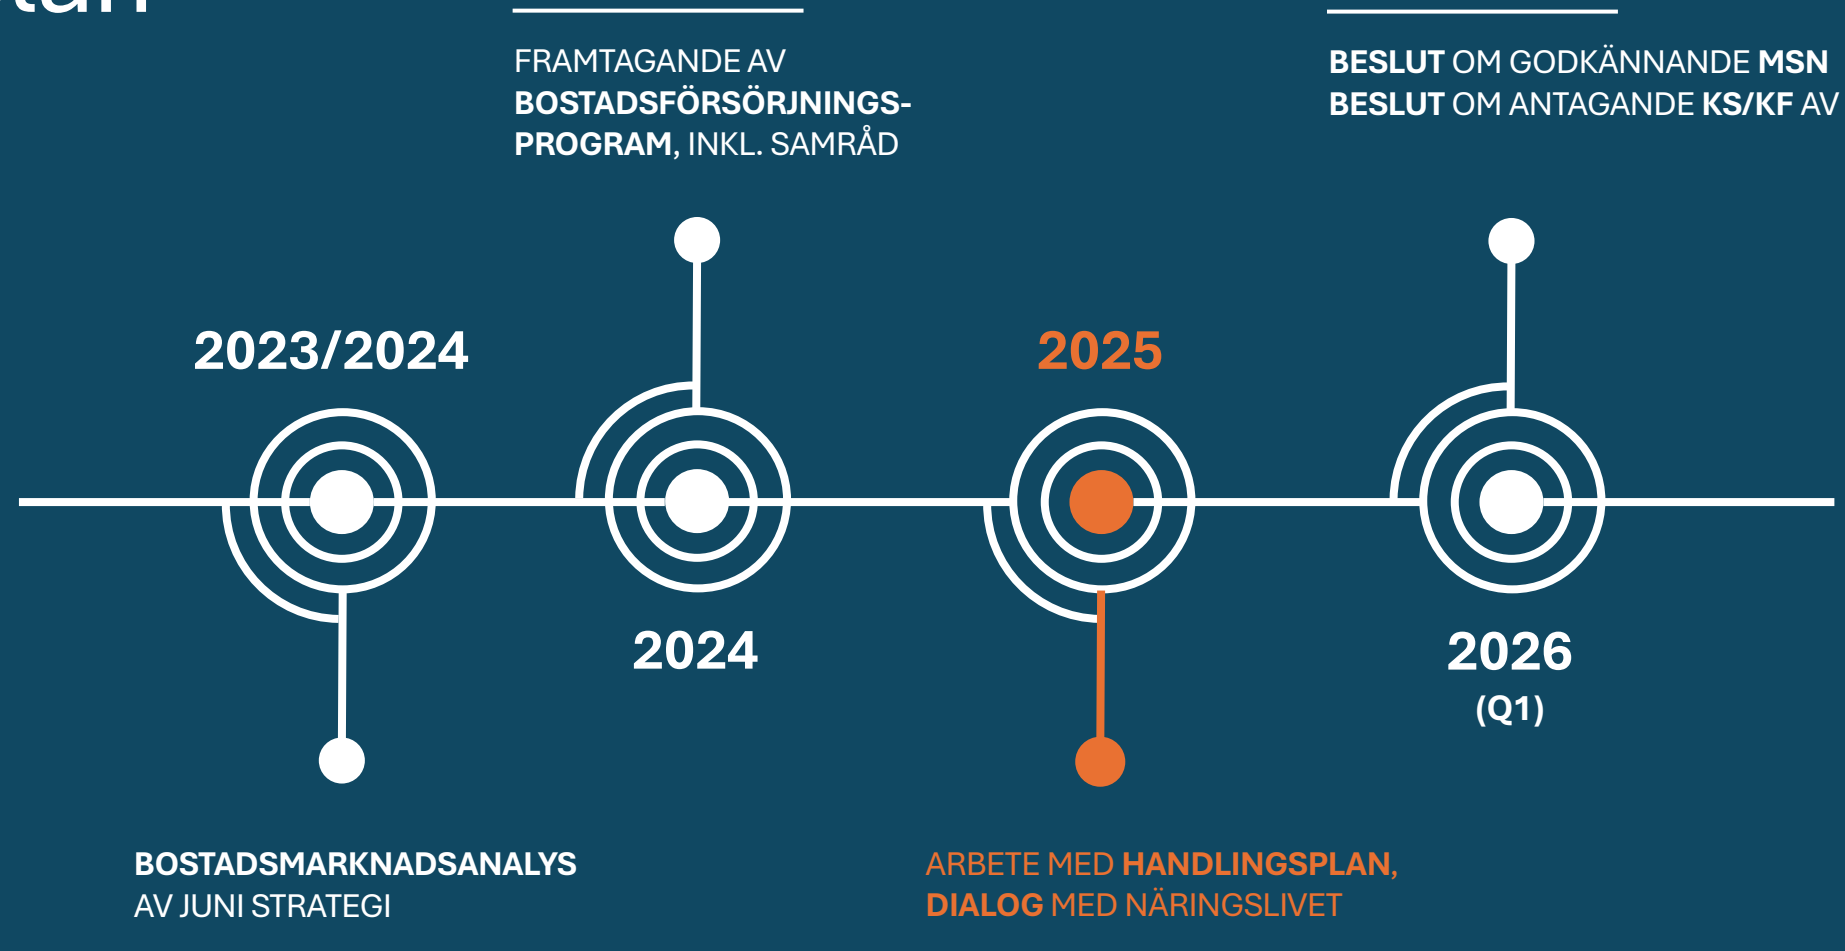 FRAMTAGANDE AV
BOSTADSFÖRSÖRJNINGS-
PROGRAM, INKL. SAMRÅD
BESLUT OM GODKÄNNANDE MSN
BESLUT OM ANTAGANDE KS/KF AV
2023/2024
2025
2024
2026
(Q1)
BOSTADSMARKNADSANALYS
AV JUNI STRATEGI
ARBETE MED HANDLINGSPLAN,
DIALOG MED NÄRINGSLIVET